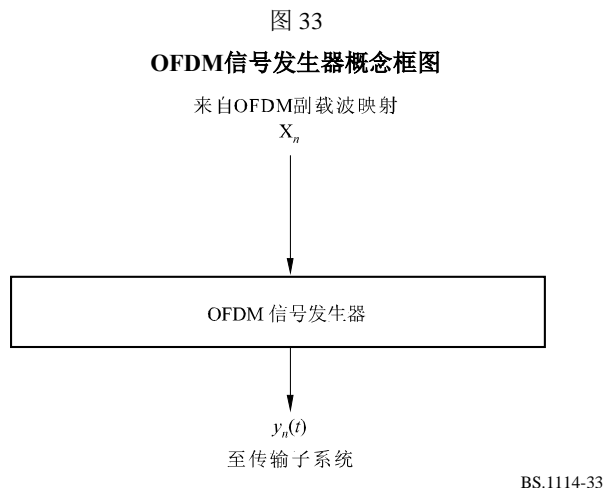 图 33
OFDM信号发生器概念框图
来自OFDM副载波映射
Xn
OFDM 信号发生器
yn(t)
至传输子系统
BS.1114-33